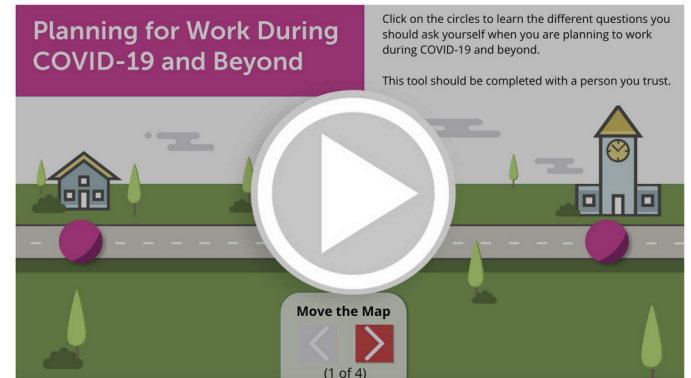 Planning for Work During
COVID-19 and Beyond
Click on the circles to learn the different questions you
should ask yourself when you are planning to work
during COVID-19 and beyond.
This tool should be completed with a person you trust.
Move the Map
(1 of 4)